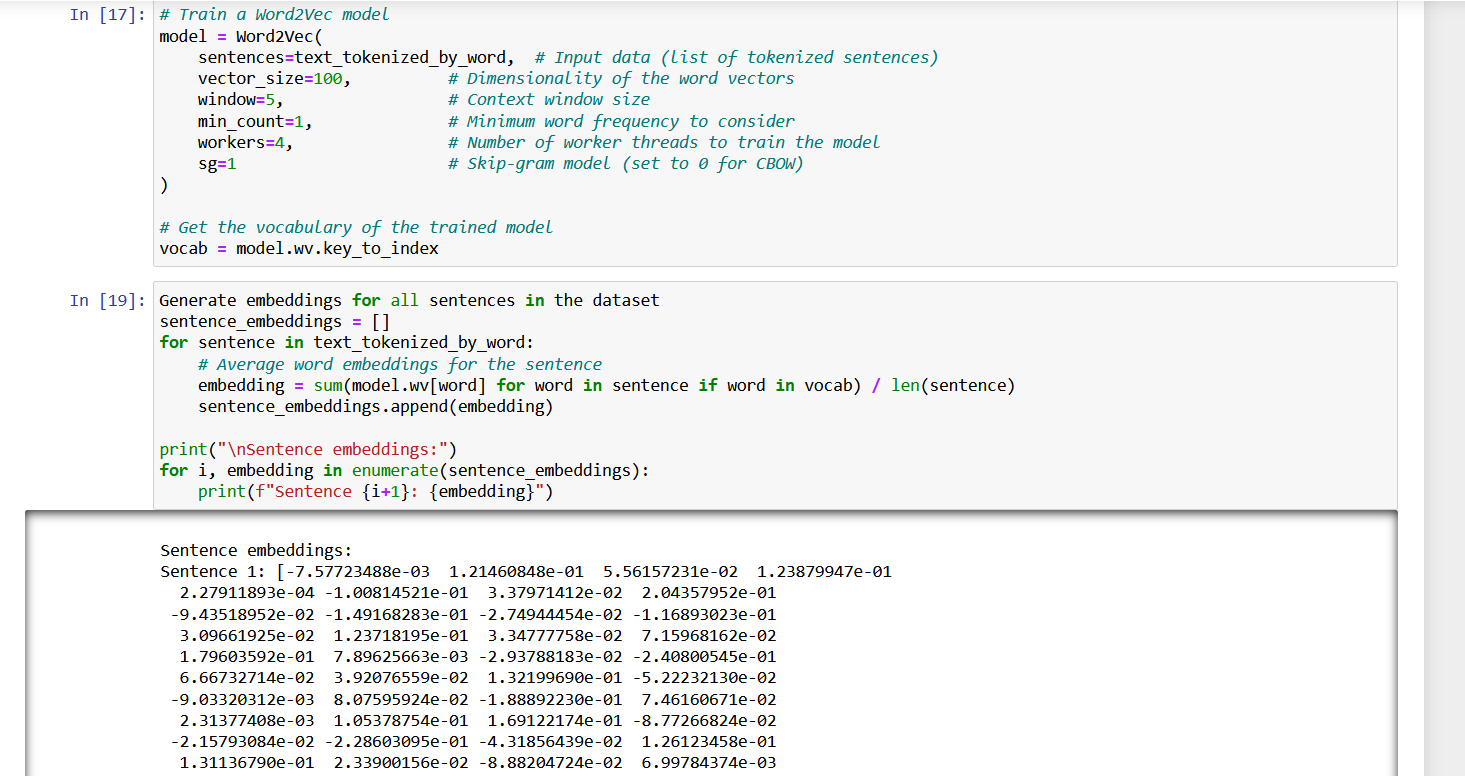 In [17]: # Train a Word2Vec model
model = Word2Vec(
    sentences=text_tokenized_by_word,  # Input data (list of tokenized sentences)
    vector_size=100,          # Dimensionality of the word vectors
    window=5,                 # Context window size
    min_count=1,              # Minimum word frequency to consider
    workers=4,                # Number of worker threads to train the model
    sg=1                      # Skip-gram model (set to 0 for CBOW)
)
# Get the vocabulary of the trained model
vocab = model.wv.key_to_index
In [19]: Generate embeddings for all sentences in the dataset
sentence_embeddings = []
for sentence in text_tokenized_by_word:
    # Average word embeddings for the sentence
    embedding = sum(model.wv[word] for word in sentence if word in vocab) / len(sentence)
    sentence_embeddings.append(embedding)
print("\nSentence embeddings:")
for i, embedding in enumerate(sentence_embeddings):
    print(f"Sentence {i+1}: {embedding}")
Sentence embeddings:
Sentence 1: [-7.57723488e-03  1.21460848e-01  5.56157231e-02  1.23879947e-01
  2.27911893e-04 -1.00814521e-01  3.37971412e-02  2.04357952e-01
 -9.43518952e-02 -1.49168283e-01 -2.74944454e-02 -1.16893023e-01
  3.09661925e-02  1.23718195e-01  3.34777758e-02  7.15968162e-02
  1.79603592e-01  7.89625663e-03 -2.93788183e-02 -2.40800545e-01
  6.66732714e-02  3.92076559e-02  1.32199690e-01 -5.22232130e-02
 -9.03320312e-03  8.07595924e-02 -1.88892230e-01  7.46160671e-02
  2.31377408e-03  1.05378754e-01  1.69122174e-01 -8.77266824e-02
 -2.15793084e-02 -2.28603095e-01 -4.31856439e-02  1.26123458e-01
  1.31136790e-01  2.33900156e-02 -8.88204724e-02  6.99784374e-03